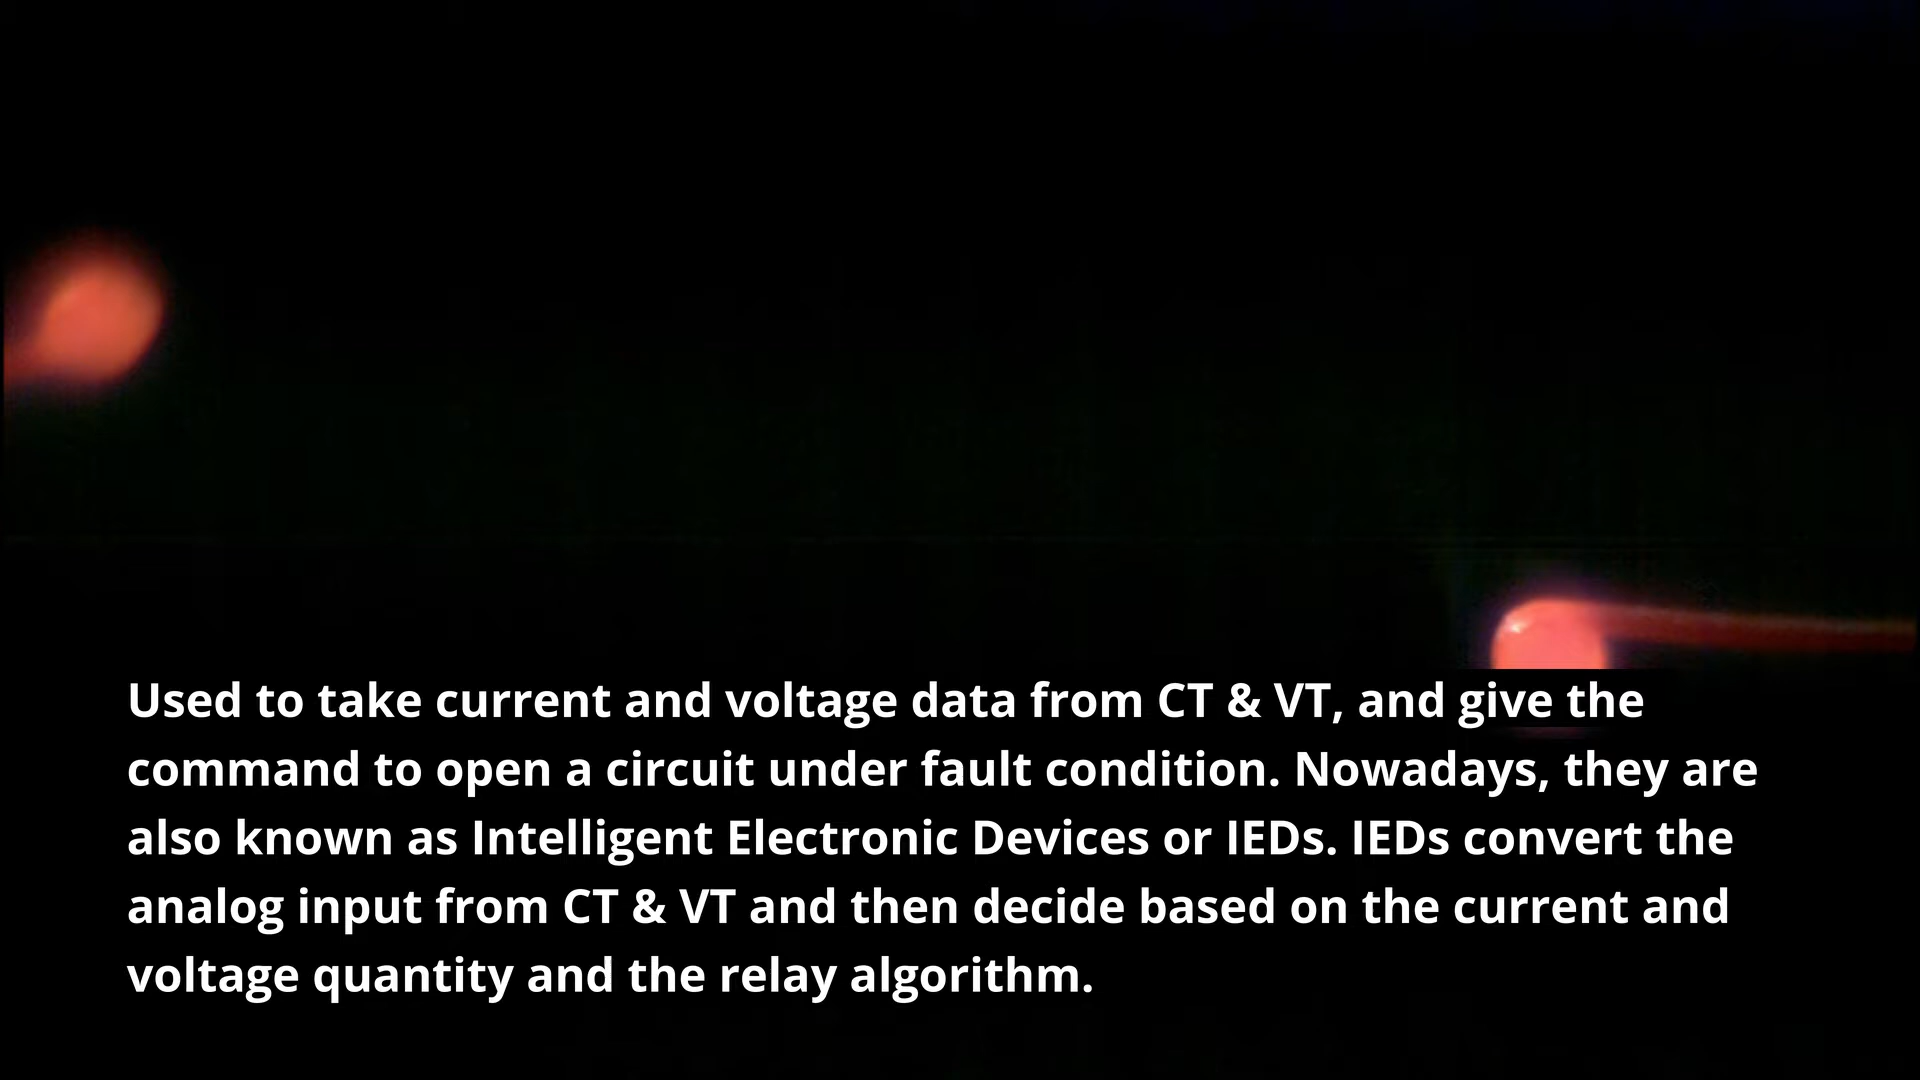 Used to take current and voltage data from CT & VT, and give the
command to open a circuit under fault condition. Nowadays, they are
also known as Intelligent Electronic Devices or IEDs. IEDs convert the
analog input from CT & VT and then decide based on the current and
voltage quantity and the relay algorithm.